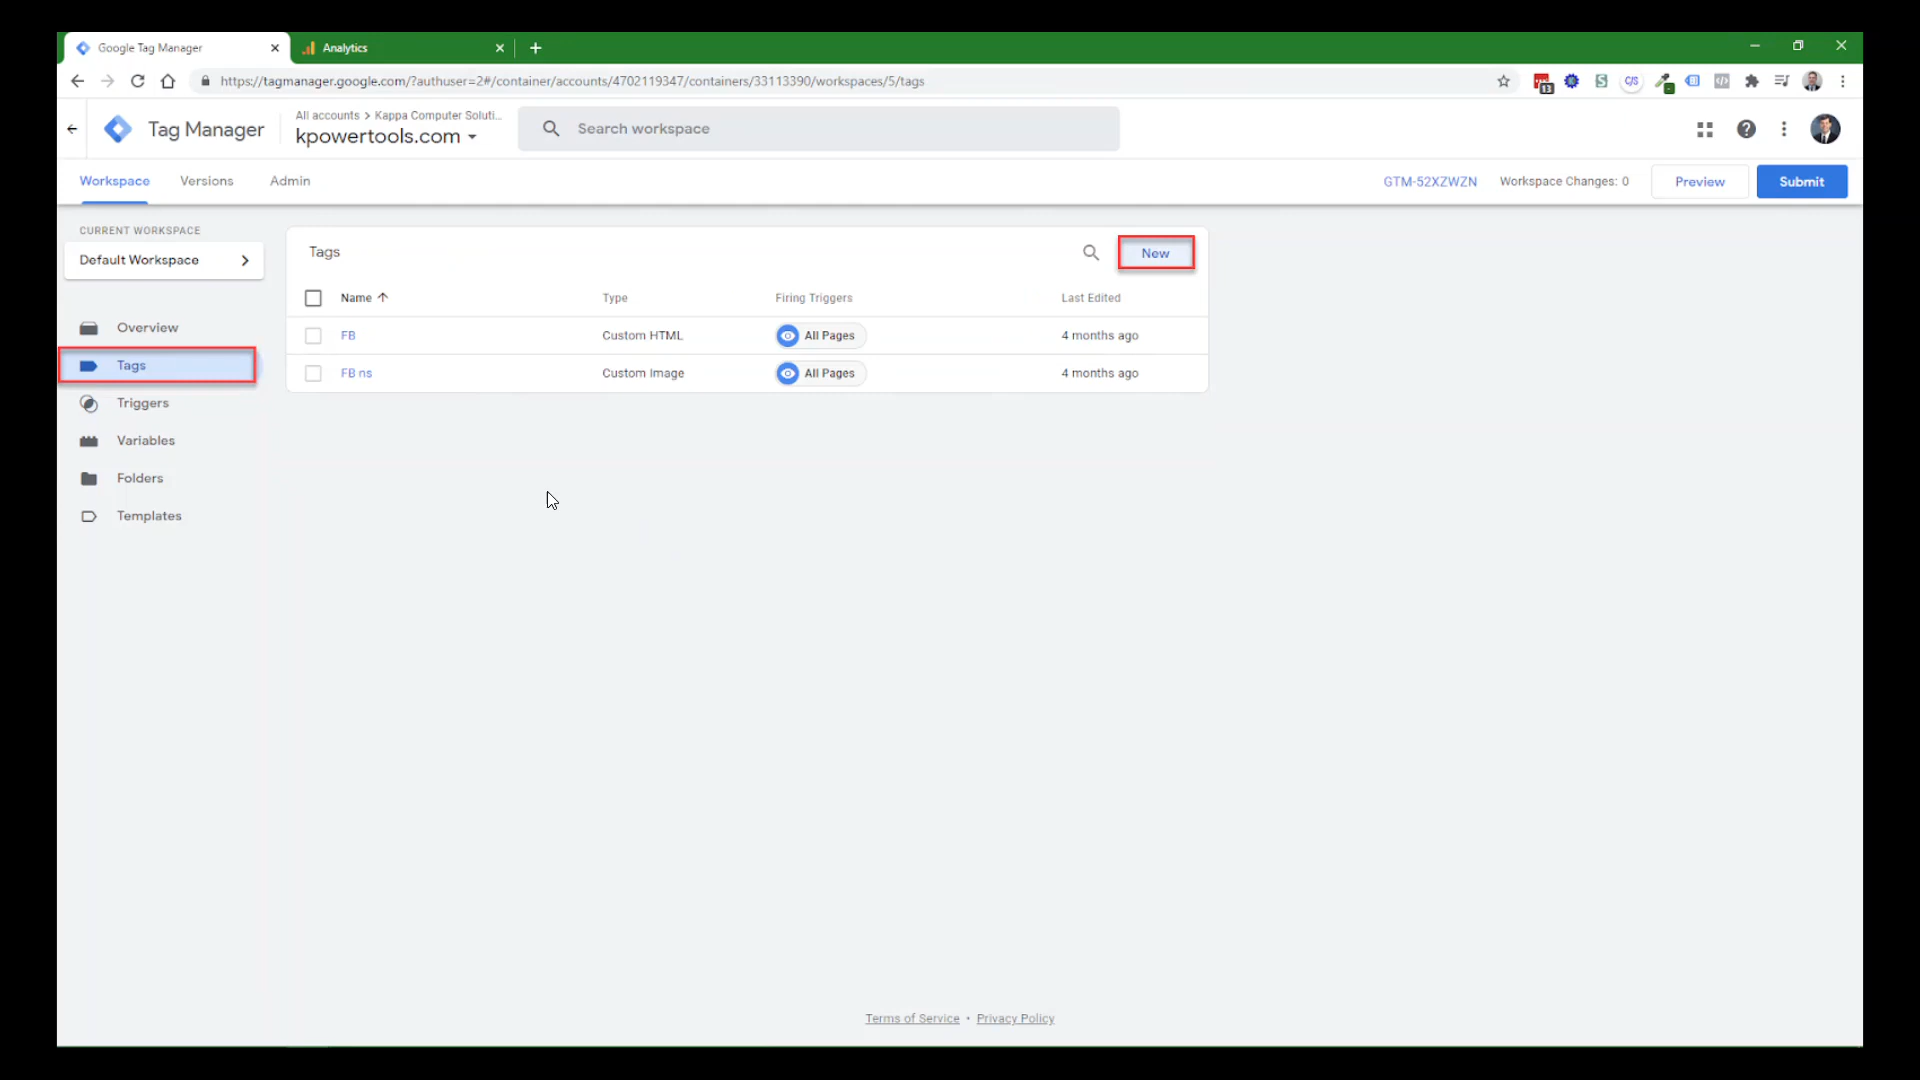 Google Tag Manager
Analytics
https://tagmanager.google.com/?authuser=2#/container/accounts/4702119347/containers/33113390/workspaces/5/tags
13
C/S
Tag Manager
All accounts > Kappa Computer Soluti...
kpowertools.com
Search workspace
Workspace
Versions
Admin
GTM-52XZWZN
Workspace Changes: 0
Preview
Submit
CURRENT WORKSPACE
Default Workspace
Overview
Tags
Triggers
Variables
Folders
Templates
Tags
New
Name
Type
Firing Triggers
Last Edited
FB
Custom HTML
All Pages
4 months ago
FB ns
Custom Image
All Pages
4 months ago
Terms of Service • Privacy Policy